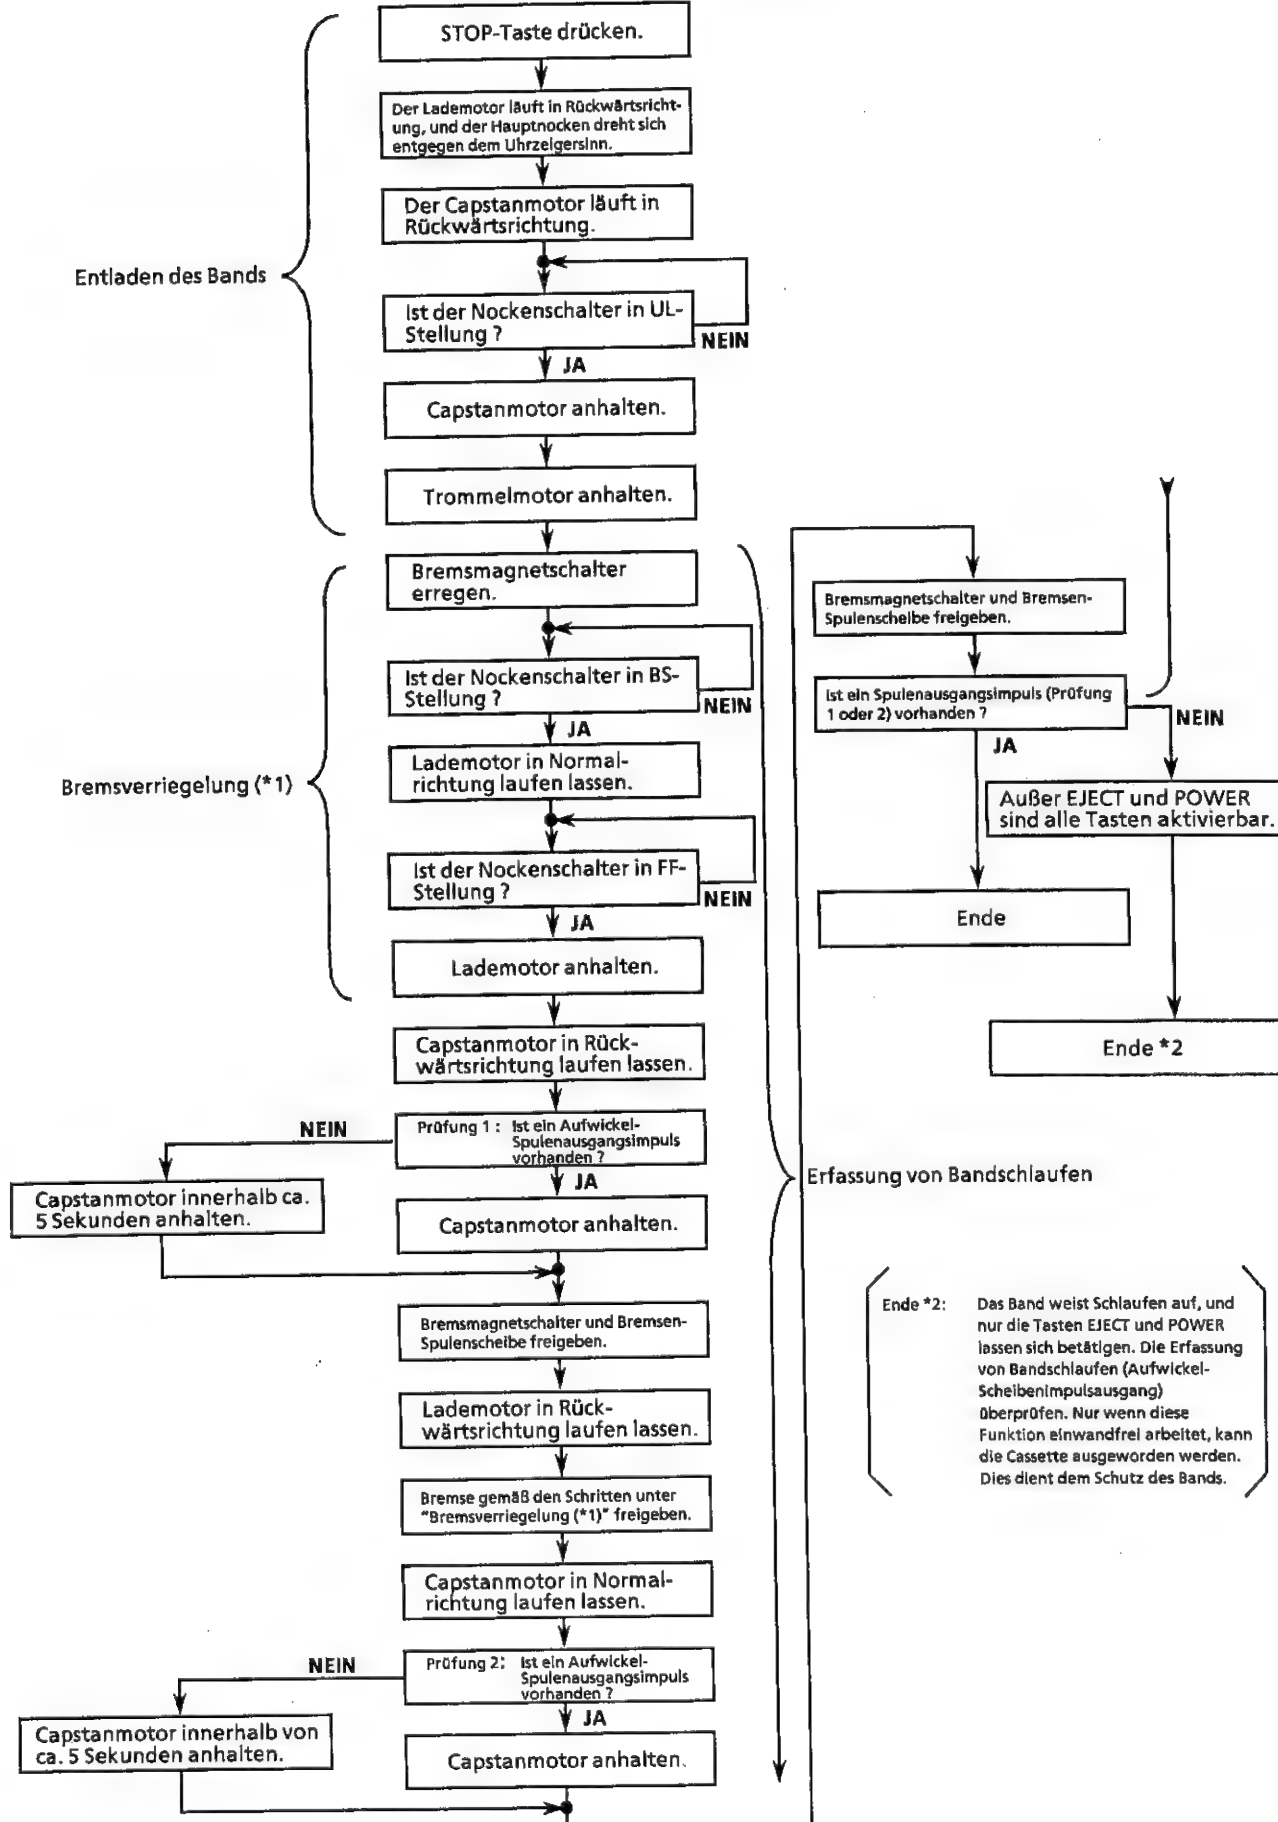 STOP-Taste drücken.
Der Lademotor läuft in Rückwärtsricht-
ung, und der Hauptnocken dreht sich
entgegen dem Uhrzeigersinn.
Der Capstanmotor läuft in
Rückwärtsrichtung.
Entladen des Bands
Ist der Nockenschalter in UL-
Stellung ?
NEIN
JA
Capstanmotor anhalten.
Trommelmotor anhalten.
Bremsmagnetschalter
erregen.
Ist der Nockenschalter in BS-
Stellung ?
NEIN
JA
Lademotor in Normal-
richtung laufen lassen.
Bremsverriegelung (*1)
Ist der Nockenschalter in FF-
Stellung ?
NEIN
JA
Lademotor anhalten.
Capstanmotor in Rück-
wärtsrichtung laufen lassen.
Prüfung 1 : Ist ein Aufwickel-
Spulenausgangsimpuls
vorhanden ?
NEIN
JA
Capstanmotor innerhalb ca.
5 Sekunden anhalten.
Capstanmotor anhalten.
Bremsmagnetschalter und Bremsen-
Spulenscheibe freigeben.
Lademotor in Rück-
wärtsrichtung laufen lassen.
Bremse gemäß den Schritten unter
"Bremsverriegelung (*1)" freigeben.
Capstanmotor in Normal-
richtung laufen lassen.
Prüfung 2: Ist ein Aufwickel-
Spulenausgangsimpuls
vorhanden ?
NEIN
JA
Capstanmotor innerhalb von
ca. 5 Sekunden anhalten.
Capstanmotor anhalten.
Erfassung von Bandschlaufen
Bremsmagnetschalter und Bremsen-
Spulenscheibe freigeben.
Ist ein Spulenausgangsimpuls (Prüfung
1 oder 2) vorhanden ?
NEIN
JA
Außer EJECT und POWER
sind alle Tasten aktivierbar.
Ende
Ende *2
Ende *2: Das Band weist Schlaufen auf, und
nur die Tasten EJECT und POWER
lassen sich betätigen. Die Erfassung
von Bandschlaufen (Aufwickel-
Scheibenimpulsausgang)
überprüfen. Nur wenn diese
Funktion einwandfrei arbeitet, kann
die Cassette ausgeworden werden.
Dies dient dem Schutz des Bands.